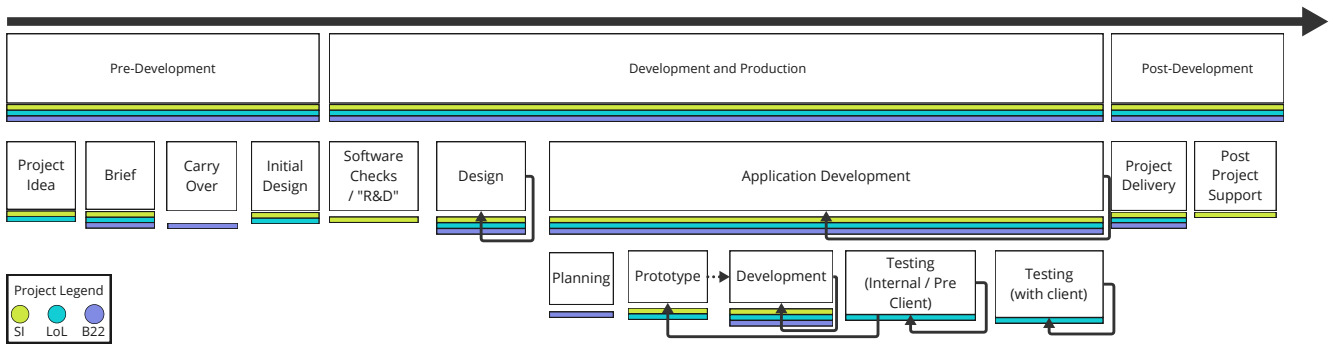 Pre-Development
Development and Production
Post-Development
Project
Idea
Brief
Carry
Over
Initial
Design
Software
Checks
/ "R&D"
Design
Application Development
Project
Delivery
Post
Project
Support
Planning
Prototype
Development
Testing
(Internal / Pre
Client)
Testing
(with client)
Project Legend
SI
LoL
B22